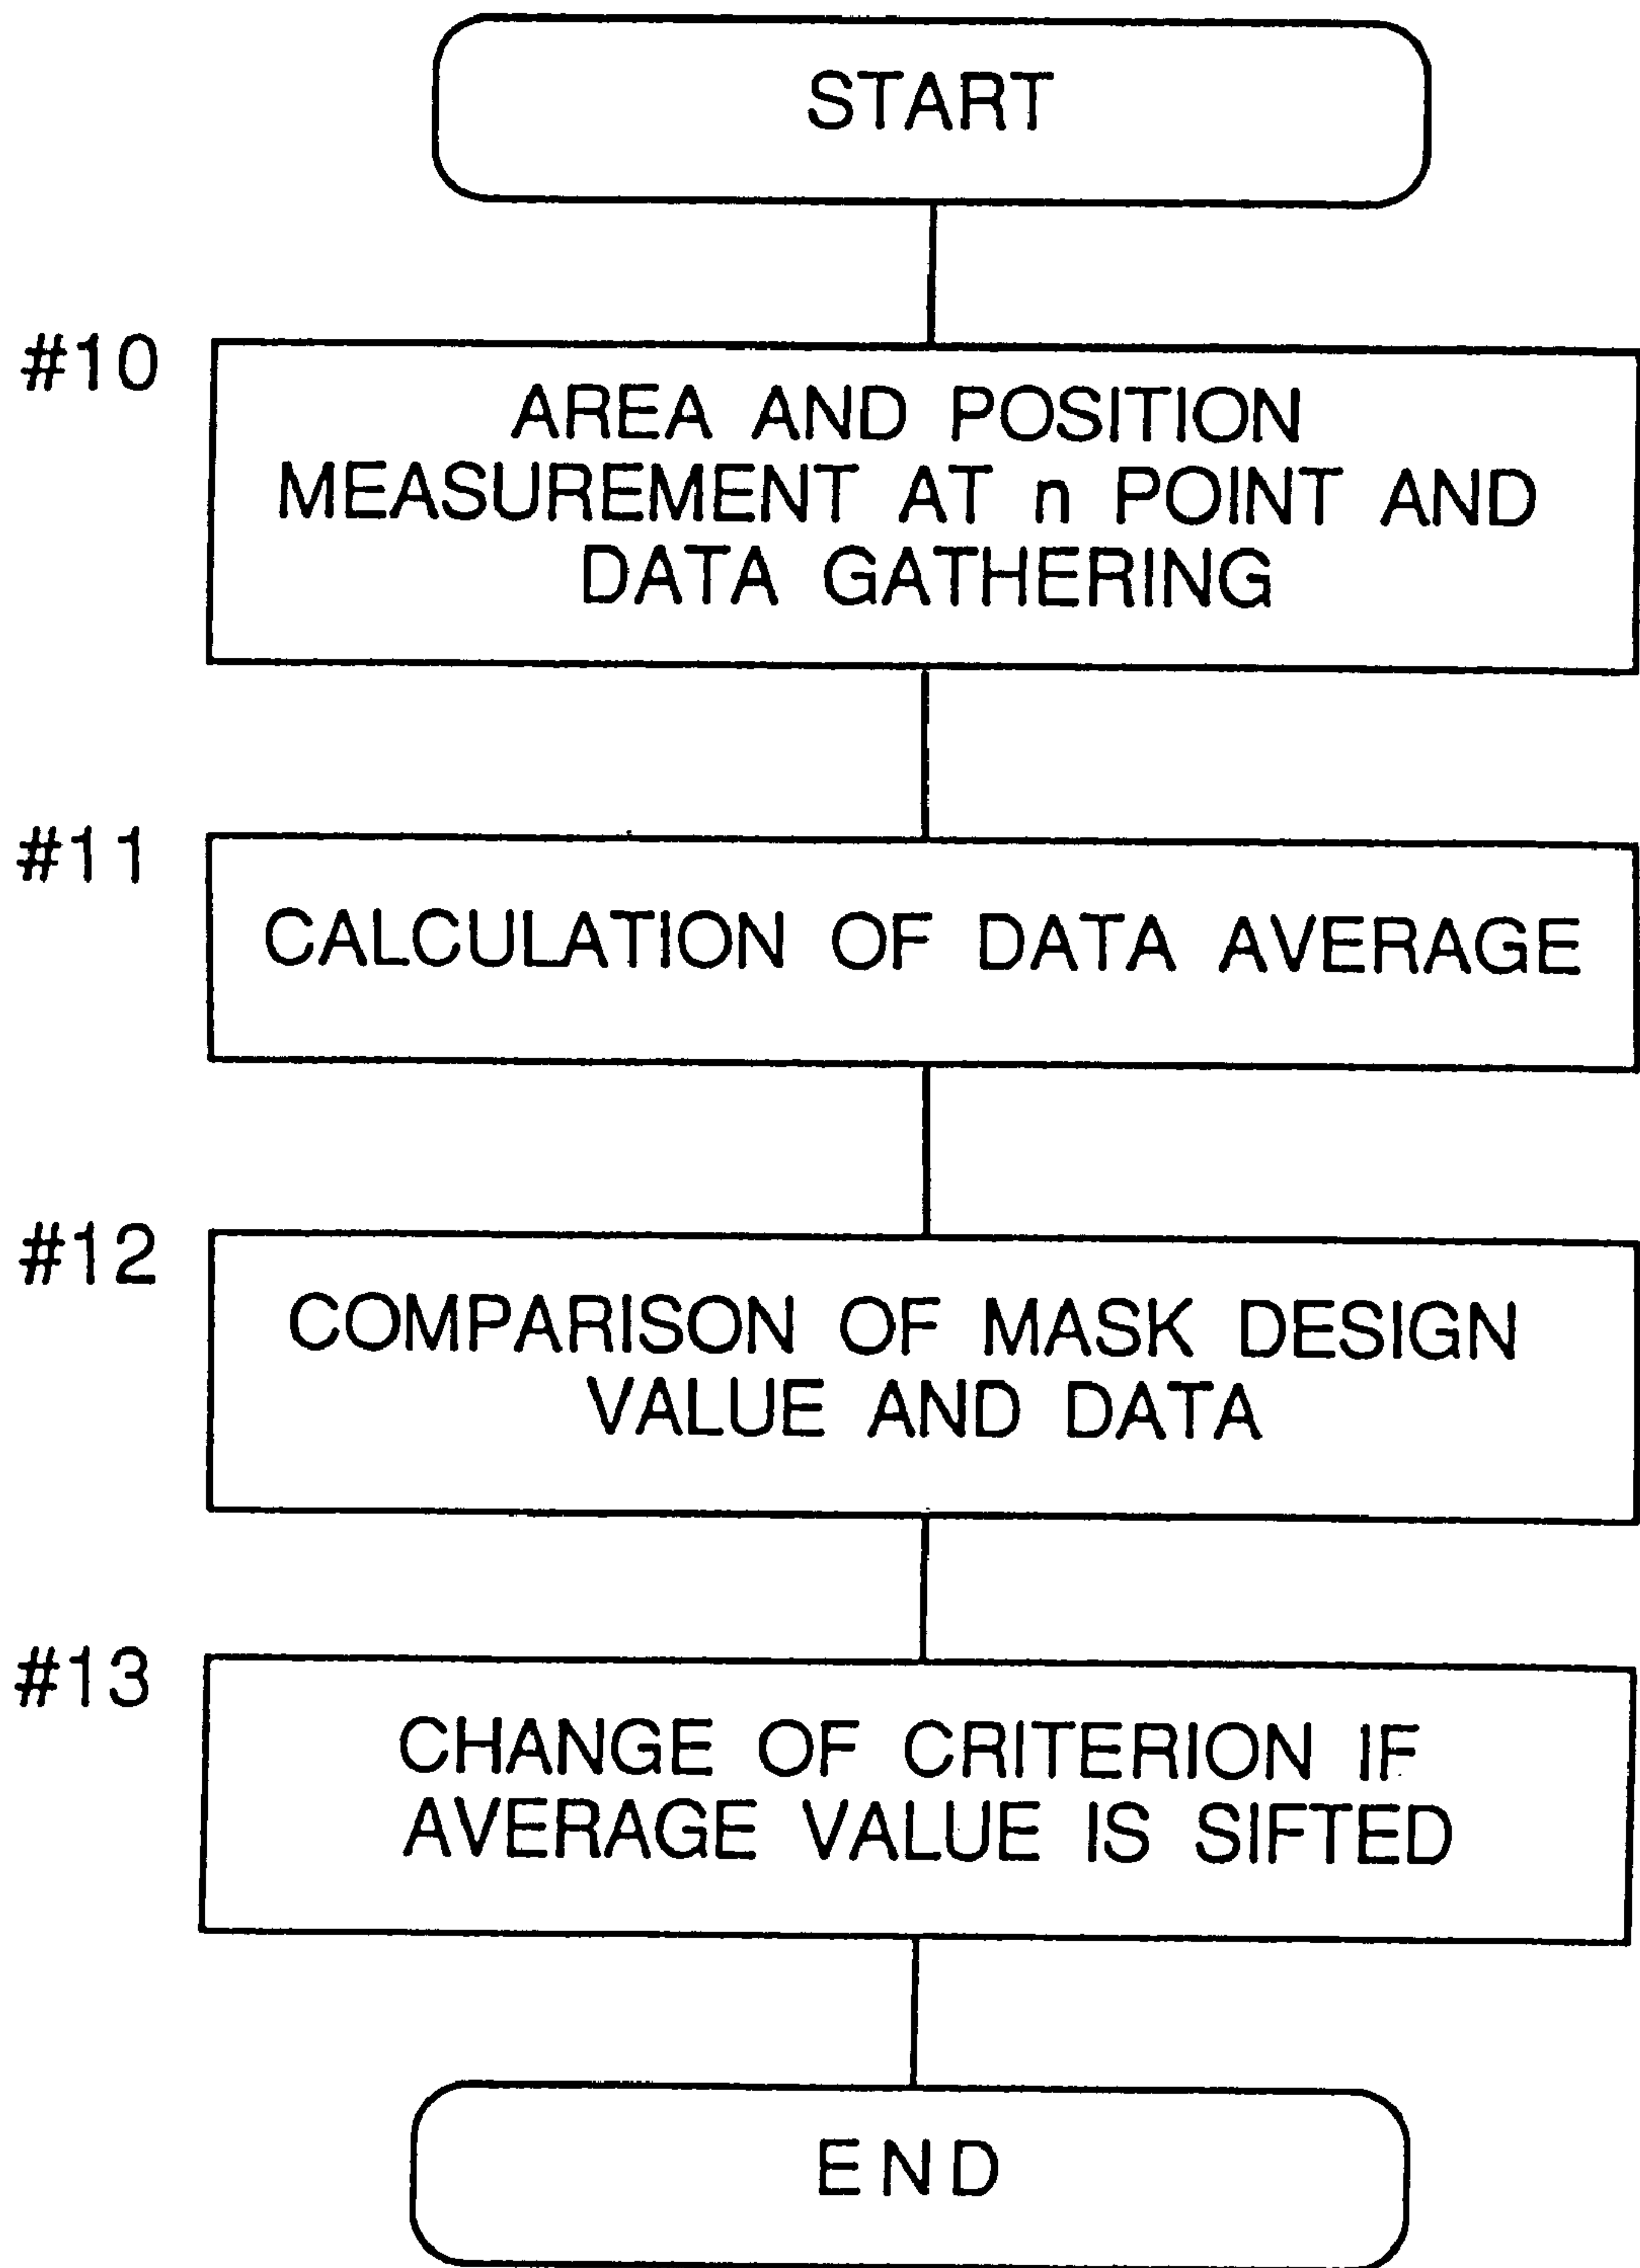 START
#10
AREA AND POSITION
MEASUREMENT AT n POINT AND
DATA GATHERING
#11
CALCULATION OF DATA AVERAGE
#12
COMPARISON OF MASK DESIGN
VALUE AND DATA
#13
CHANGE OF CRITERION IF
AVERAGE VALUE IS SIFTED
END